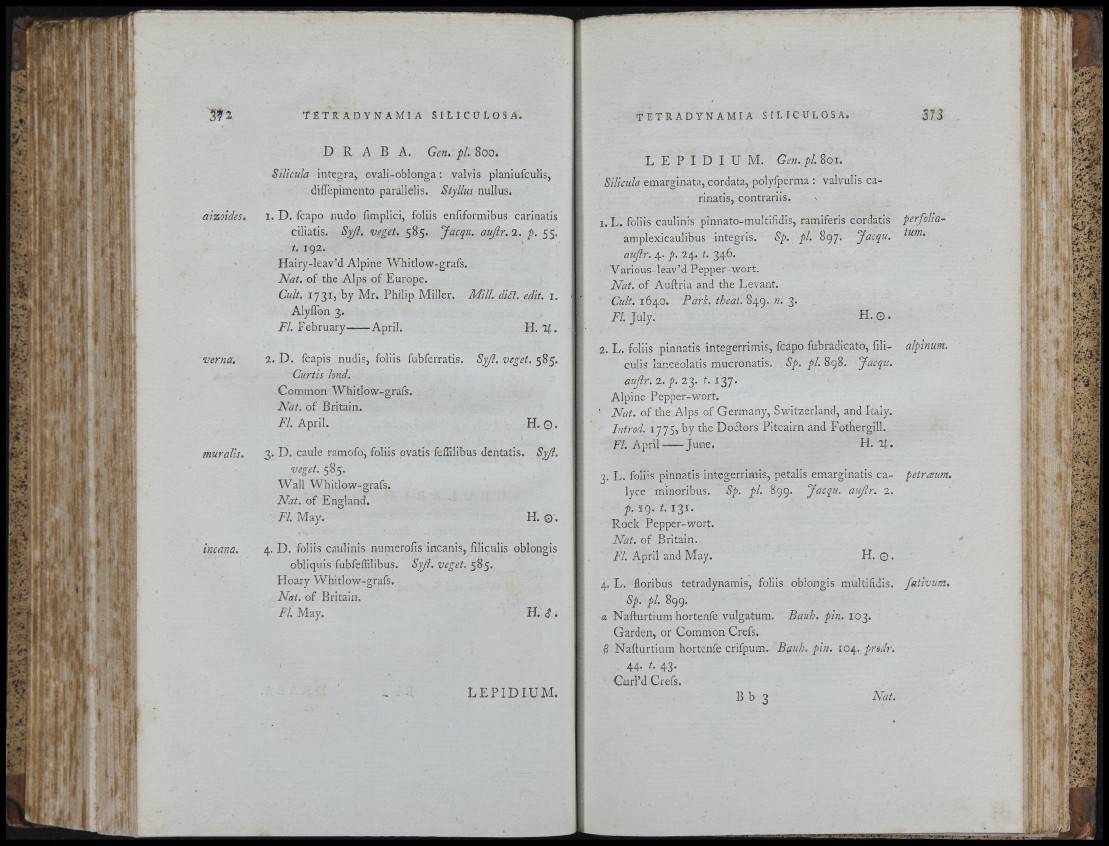 372 TETRADYNAMIA SILICULOSA.
D R A B A. Gen. pl. 800.
Silicula integra, ovali-oblonga: valvis planiuſculis,
diſſepimento parallelis. Styllus nullus.
aizoides. 1. D. ſcapo nudo ſimplici, foliis enſiformibus carinatis
ciliatis. Syſt. veget. 585. Jacqu. auſtr. 2. p. 55.
t. 192.
Hairy-leav'd Alpine Whitlow-graſs.
Nat. of the Alps of Europe.
Cult. 1731, by Mr. Philip Miller. Mill. dict. edit. 1.
Alyſſon 3.
Fl. February——April. H. ♃.
verna. 2. D. ſcapis nudis, foliis ſubſerratis. Syſt. veget. 585.
Curtis lond.
Common Whitlow-graſs.
Nat. of Britain.
Fl. April. H. ☉.
muralis. 3. D. caule ramoſo, foliis ovatis ſeſſilibus dentatis. Syſt.
veget. 585.
Wall Whitlow-graſs.
Nat. of England.
Fl. May. H. ☉.
incana. 4. D. foliis caulinis numeroſis incanis, ſiliculis oblongis
obliquis ſubſeſſilibus. Syſt. veget. 585.
Hoary Whitlow-graſs.
Nat. of Britain.
Fl. May. H. ♂.
LEPIDIUM.
TETRADYNAMIA SILICULOSA. 373
L E P I D I U M. Gen. pl. 801.
Silicula emarginata, cordata, polyſperma: valvulis ca-
rinatis, contrariis.
1. L. foliis caulinis pinnato-multifidis, ramiferis cordatis perfolia-
amplexicaulibus integris. Sp. pl. 897. Jacqu. tum.
auſtr. 4. p. 24. t. 346.
Various-leav'd Pepper-wort.
Nat. of Auſtria and the Levant.
Cult. 1640. Park. theat. 849. n. 3.
Fl. July. H. ☉.
2. L. foliis pinnatis integerrimis, ſcapo ſubradicato, ſili- alpinum.
culis lanceolatis mucronatis. Sp. pl. 898. Jacqu.
auſtr. 2. p. 23. t. 137.
Alpine Pepper-wort.
Nat. of the Alps of Germany, Switzerland, and Italy.
Introd. 1775, by the Doctors Pitcairn and Fothergill.
Fl. April——June. H. ♃.
3. L. foliis pinnatis integerrimis, petalis emarginatis ca- petræum.
lyce minoribus. Sp. pl. 899. Jacqu. auſtr. 2.
p. 19. t. 131.
Rock Pepper-wort.
Nat. of Britain.
Fl. April and May. H. ☉.
4. L. floribus tetradynamis, foliis oblongis multifidis. ſativum.
Sp. pl. 899.
α Naſturtium hortenſe vulgatum. Bauh. pin. 103.
Garden, or Common Creſs.
β Naſturtium hortenſe criſpum. Bauh. pin. 104. prodr.
44. t. 43.
Curl'd Creſs.
B b 3 Nat.